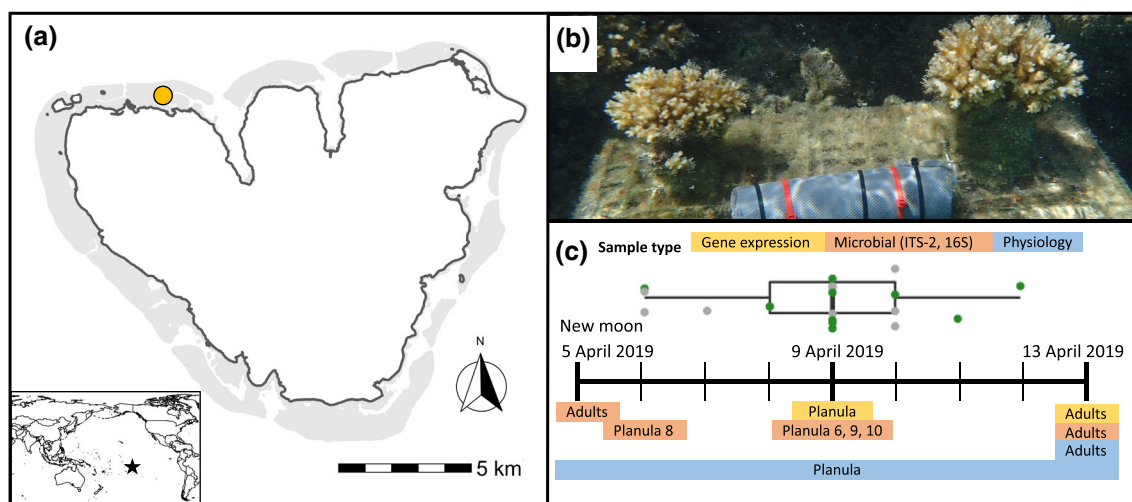 (a)
N
5 km
(b)
(c)
Sample type
Gene expression
Microbial (ITS-2, 16S)
Physiology
New moon
5 April 2019
9 April 2019
13 April 2019
Adults
Planula
Adults
Planula 8
Planula 6, 9, 10
Adults
Adults
Planula